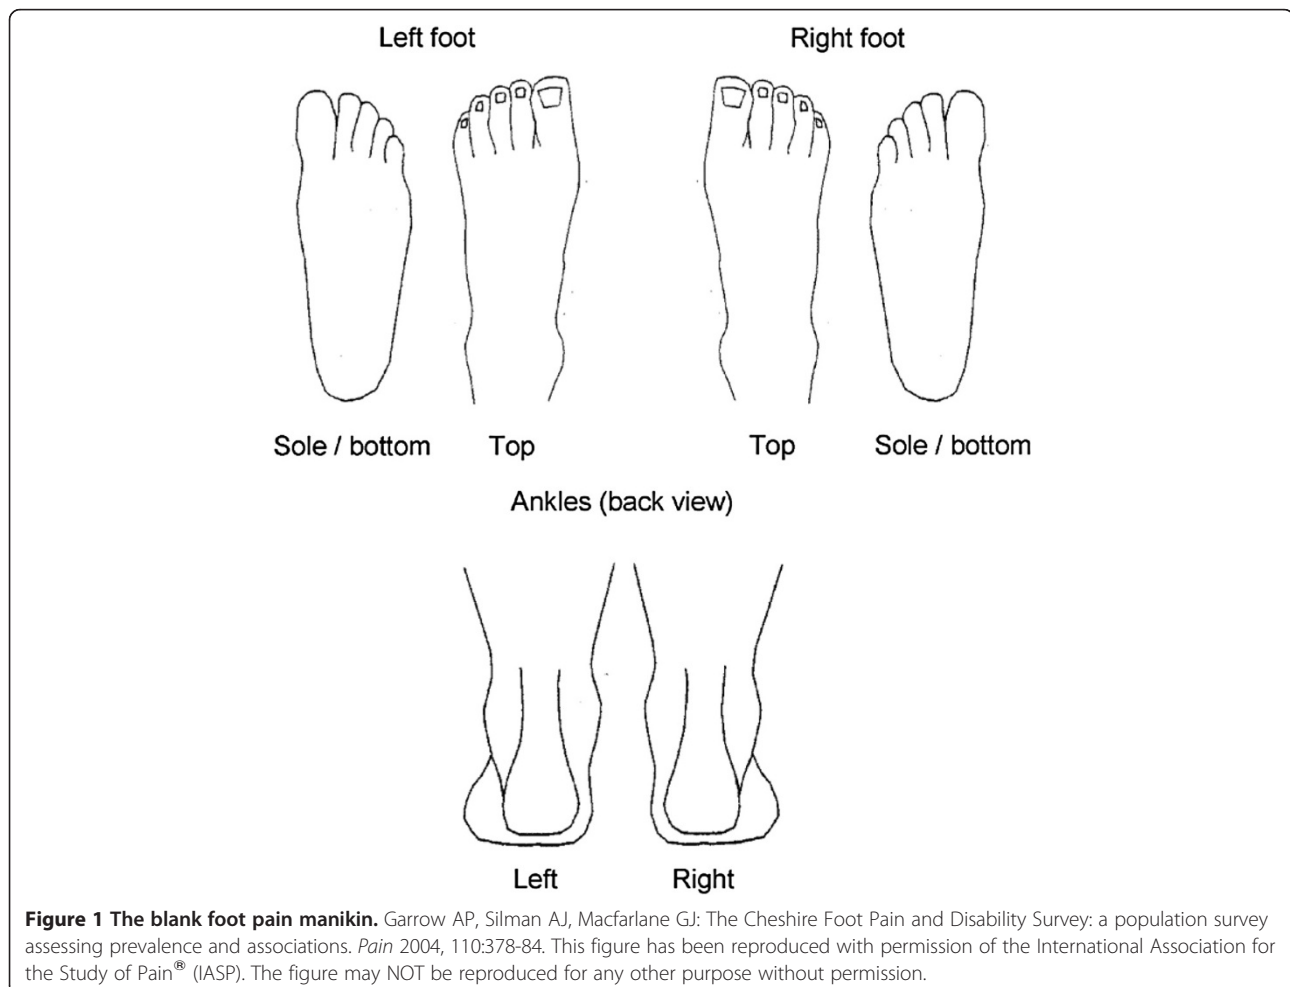 Left foot Right foot
Sole / bottom Top Top Sole / bottom
Ankles (back view)
Left Right
Figure 1 The blank foot pain manikin. Garrow AP, Silman AJ, Macfarlane GJ: The Cheshire Foot Pain and Disability Survey: a population survey
assessing prevalence and associations. Pain 2004, 110:378-84. This figure has been reproduced with permission of the International Association for
the Study of Pain® (IASP). The figure may NOT be reproduced for any other purpose without permission.